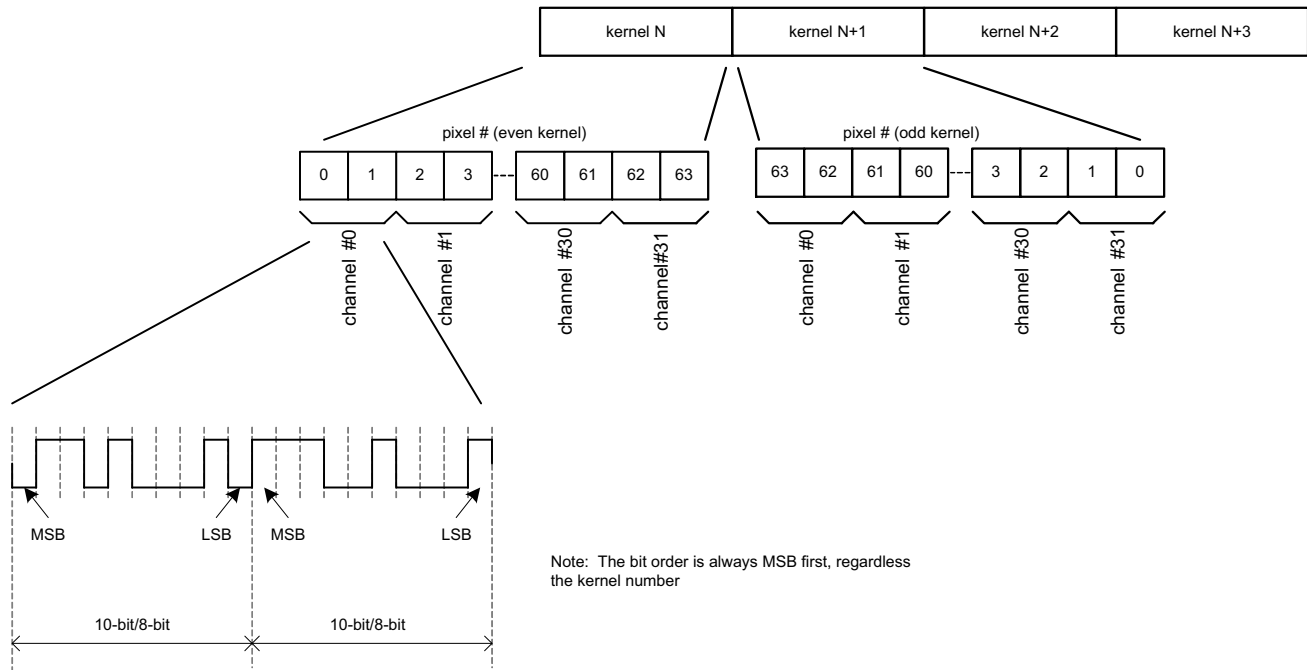 kernel N kernel N+1 kernel N+2 kernel N+3
pixel # (even kernel) pixel # (odd kernel)
0 1 2 3 60 61 62 63 63 62 61 60 3 2 1 0
channel #0 channel #1 channel #30 channel#31 channel #0 channel #1 channel #30 channel #31
MSB LSB MSB LSB
Note: The bit order is always MSB first, regardless
the kernel number
10-bit/8-bit 10-bit/8-bit